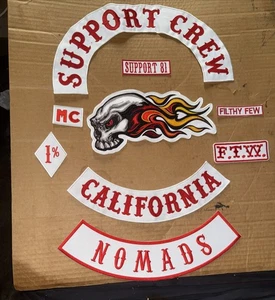 SUPPORT CREW
SUPPORT 81
MC
FILTHY FEW
1%
F.T.W.
CALIFORNIA
NOMADS